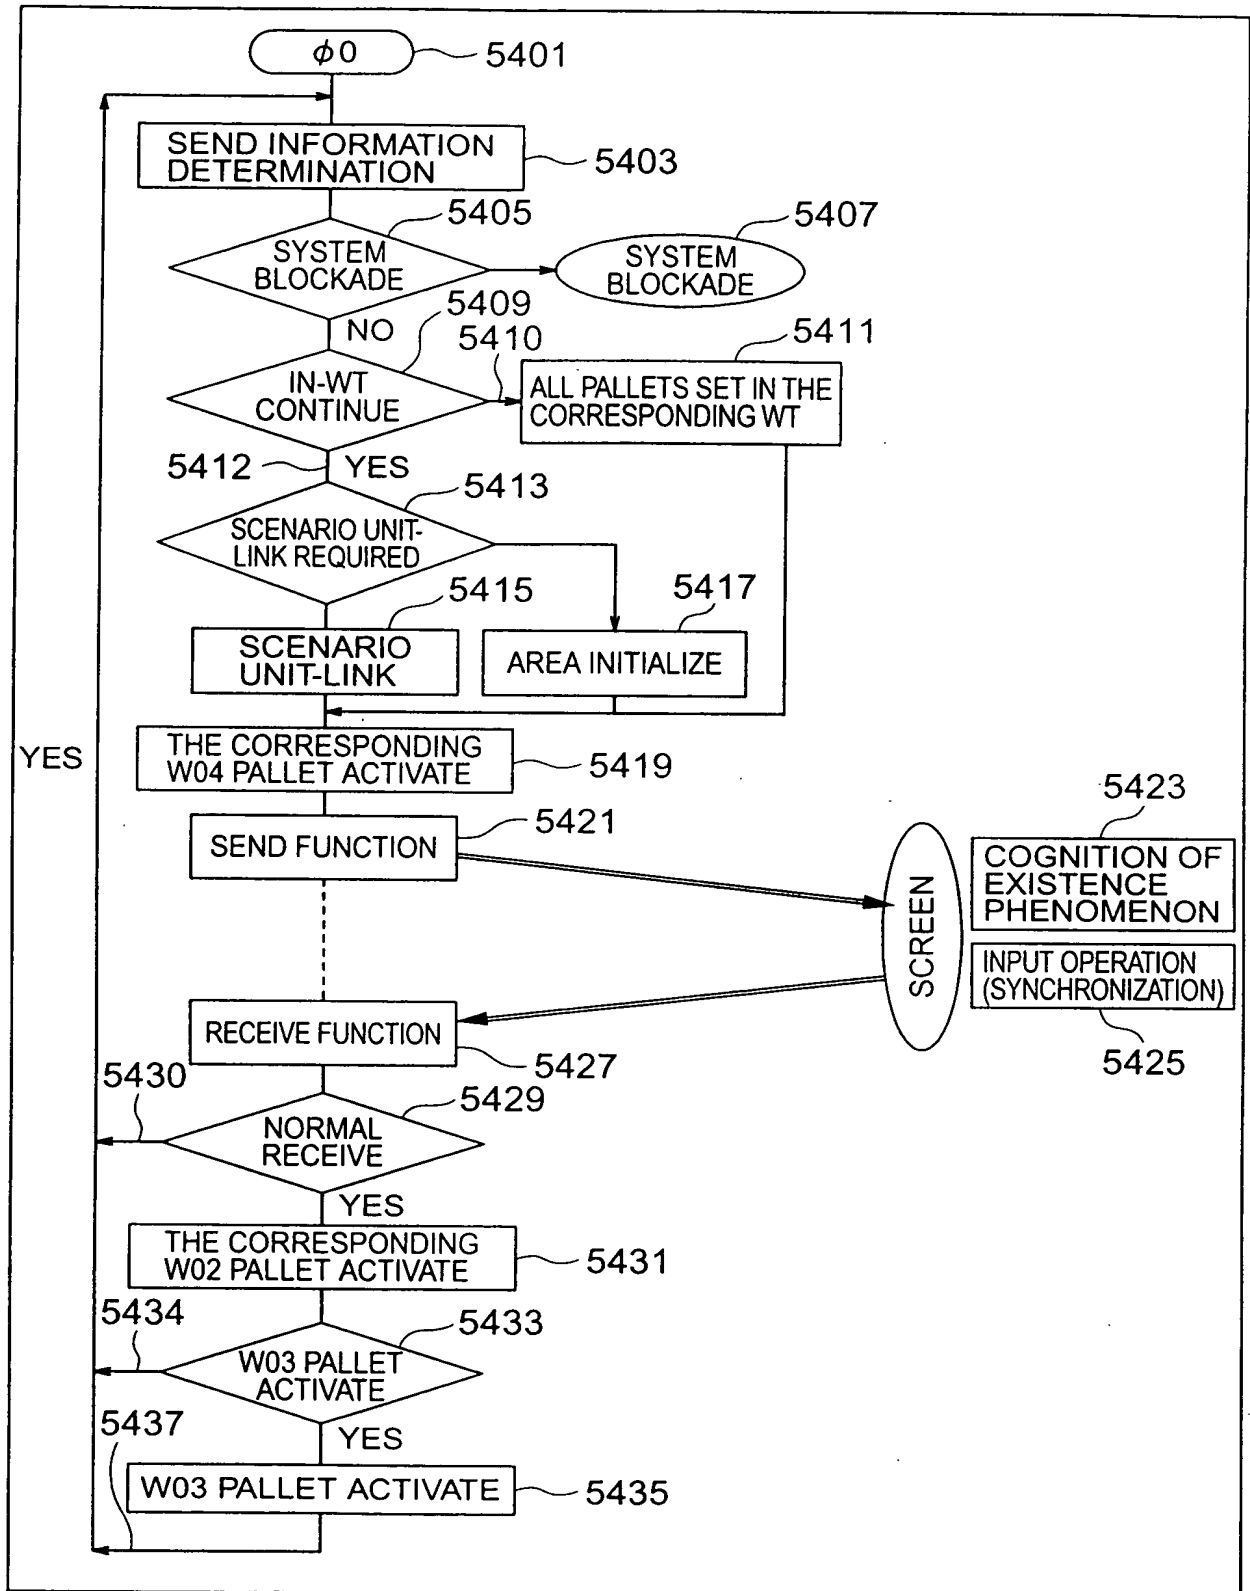 φ0
5401
SEND INFORMATION
DETERMINATION
5403
5405
SYSTEM
BLOCKADE
5407
SYSTEM
BLOCKADE
NO
5409
5410
5411
IN-WT
CONTINUE
ALL PALLETS SET IN THE
CORRESPONDING WT
5412
YES
5413
SCENARIO UNIT-
LINK REQUIRED
5415
SCENARIO
UNIT-LINK
5417
AREA INITIALIZE
YES
THE CORRESPONDING
W04 PALLET ACTIVATE
5419
5421
SEND FUNCTION
SCREEN
5423
COGNITION OF
EXISTENCE
PHENOMENON
INPUT OPERATION
(SYNCHRONIZATION)
5425
RECEIVE FUNCTION
5427
5430
5429
NORMAL
RECEIVE
YES
THE CORRESPONDING
W02 PALLET ACTIVATE
5431
5434
5433
W03 PALLET
ACTIVATE
5437
YES
W03 PALLET ACTIVATE
5435